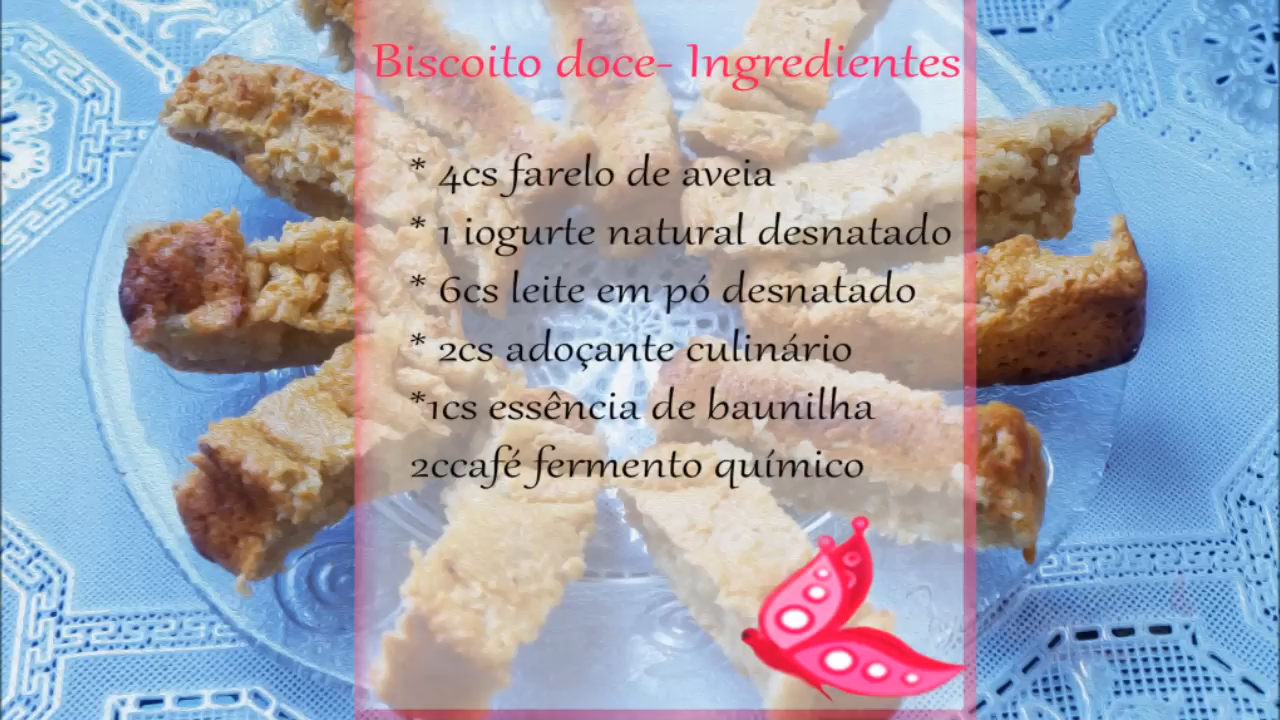 Biscoito doce- Ingredientes
* 4cs farelo de aveia
* 1 iogurte natural desnatado
* 6cs leite em pó desnatado
* 2cs adoçante culinário
*1cs essência de baunilha
2ccafé fermento químico